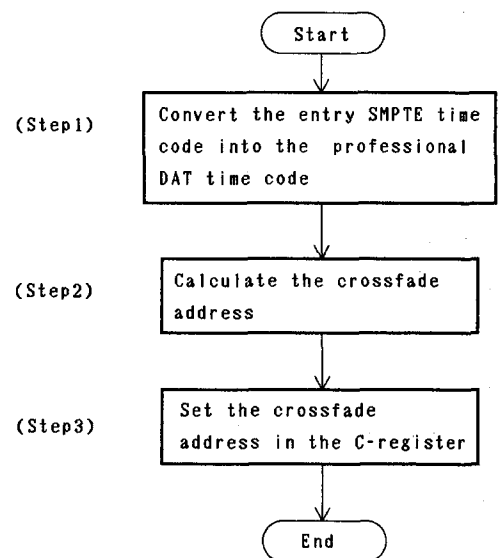 Start
(Step1)
Convert the entry SMPTE time
code into the professional
DAT time code
(Step2)
Calculate the crossfade
address
(Step3)
Set the crossfade
address in the C-register
End